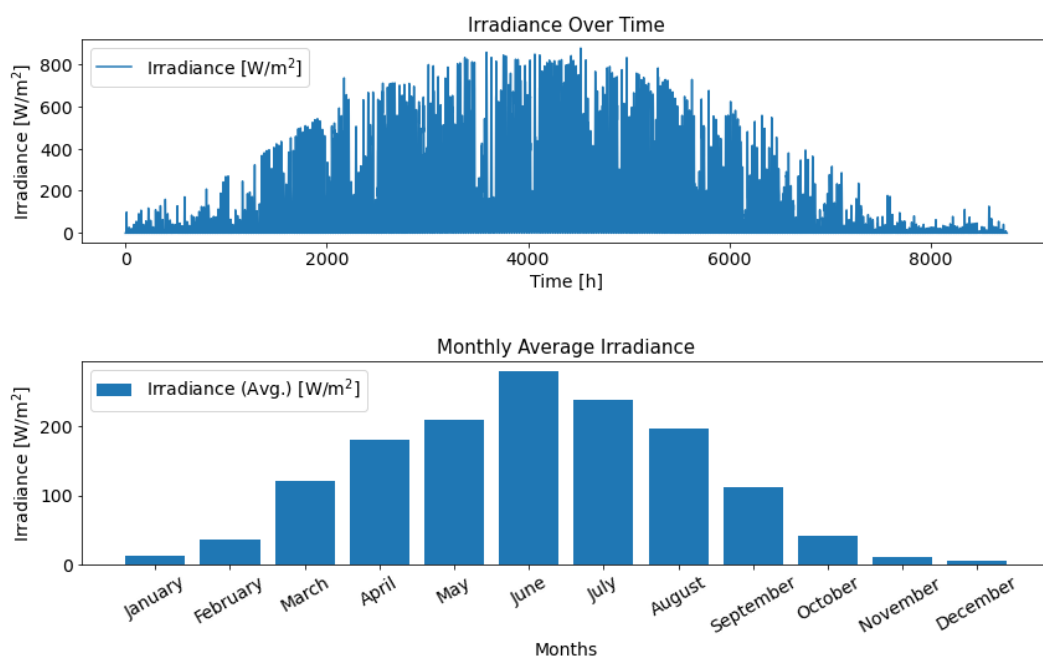 Irradiance Over Time
Irradiance [W/m²]
Irradiance [W/m²]
800
600
400
200
0
0 2000 4000 6000 8000
Time [h]
Monthly Average Irradiance
Irradiance (Avg.) [W/m²]
Irradiance [W/m²]
200
100
0
January February March April May June July August September October November December
Months